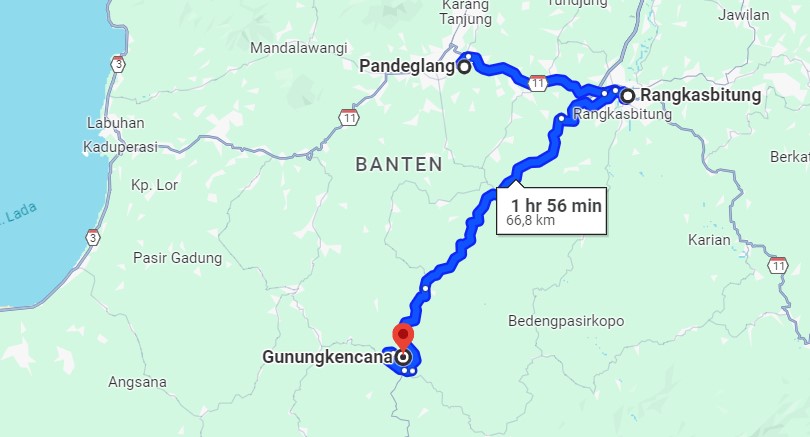 Karang
Tanjung
Tundjung
Jawilan
Mandalawangi
3
Pandeglang
11
Rangkasbitung
11
Rangkasbitung
Labuhan
Kaduperasi
BANTEN
Berkat
Kp. Lor
1 hr 56 min
66,8 km
. Lada
3
Karian
Pasir Gadung
11
Bedengpasirkopo
Gunungkencana
Angsana